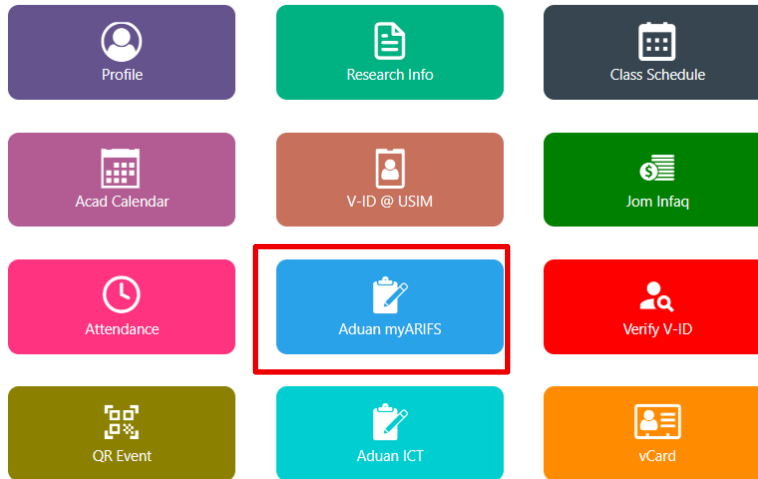 Profile
Research Info
Class Schedule
Acad Calendar
V-ID @ USIM
Jom Infaq
Attendance
Aduan myARIFS
Verify V-ID
QR Event
Aduan ICT
vCard